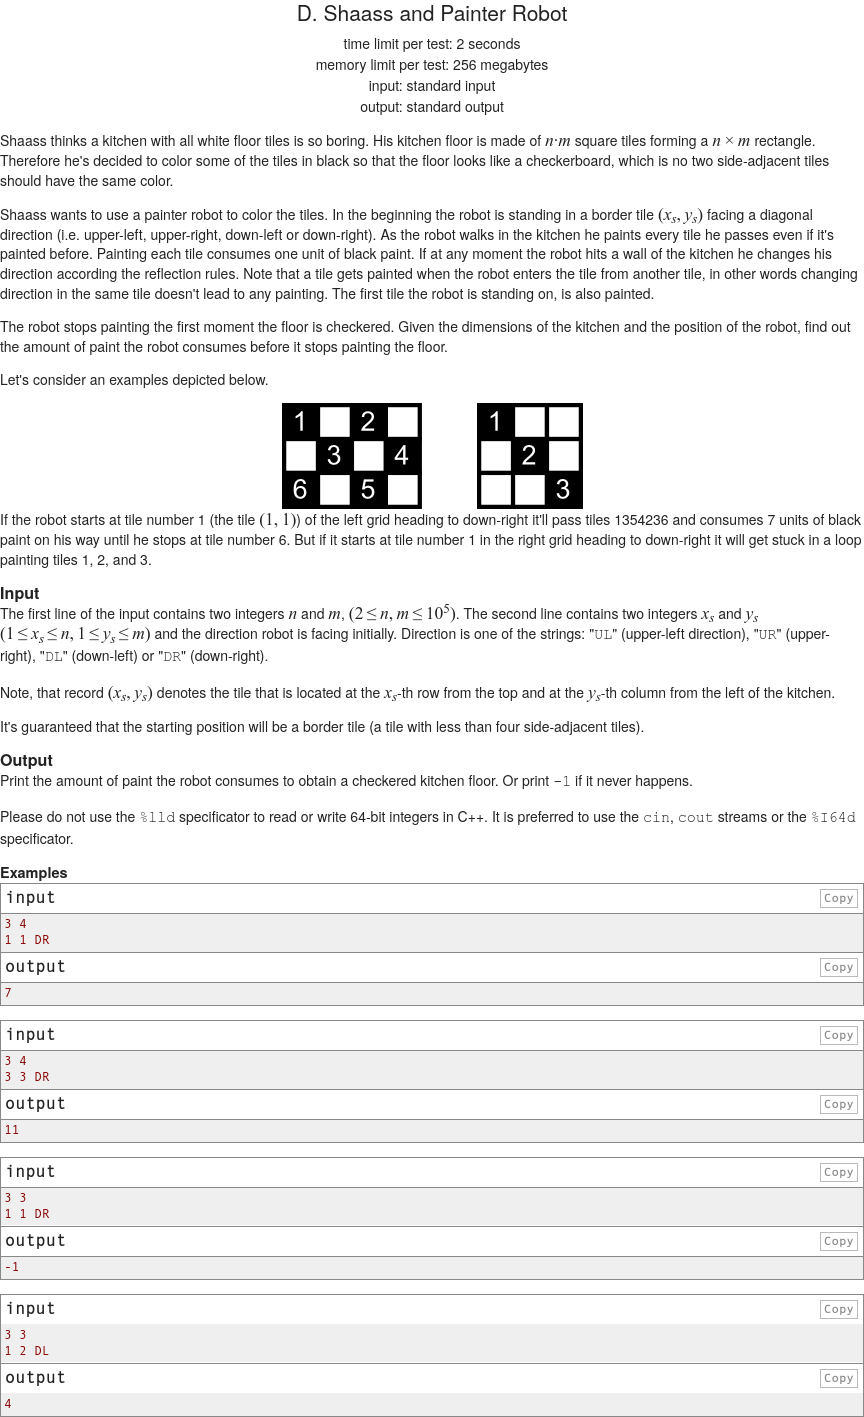 D. Shaass and Painter Robot
time limit per test: 2 seconds
memory limit per test: 256 megabytes
input: standard input
output: standard output
Shaass thinks a kitchen with all white floor tiles is so boring. His kitchen floor is made of n·m square tiles forming a n × m rectangle.
Therefore he's decided to color some of the tiles in black so that the floor looks like a checkerboard, which is no two side-adjacent tiles
should have the same color.
Shaass wants to use a painter robot to color the tiles. In the beginning the robot is standing in a border tile (xs, ys) facing a diagonal
direction (i.e. upper-left, upper-right, down-left or down-right). As the robot walks in the kitchen he paints every tile he passes even if it's
painted before. Painting each tile consumes one unit of black paint. If at any moment the robot hits a wall of the kitchen he changes his
direction according the reflection rules. Note that a tile gets painted when the robot enters the tile from another tile, in other words changing
direction in the same tile doesn't lead to any painting. The first tile the robot is standing on, is also painted.
The robot stops painting the first moment the floor is checkered. Given the dimensions of the kitchen and the position of the robot, find out
the amount of paint the robot consumes before it stops painting the floor.
Let's consider an examples depicted below.
1 2 1
3 4 2
6 5 3
If the robot starts at tile number 1 (the tile (1, 1)) of the left grid heading to down-right it'll pass tiles 1354236 and consumes 7 units of black
paint on his way until he stops at tile number 6. But if it starts at tile number 1 in the right grid heading to down-right it will get stuck in a loop
painting tiles 1, 2, and 3.
Input
The first line of the input contains two integers n and m, (2 ≤ n, m ≤ 10^5). The second line contains two integers xs and ys
(1 ≤ xs ≤ n, 1 ≤ ys ≤ m) and the direction robot is facing initially. Direction is one of the strings: "UL" (upper-left direction), "UR" (upper-
right), "DL" (down-left) or "DR" (down-right).
Note, that record (xs, ys) denotes the tile that is located at the xs-th row from the top and at the ys-th column from the left of the kitchen.
It's guaranteed that the starting position will be a border tile (a tile with less than four side-adjacent tiles).
Output
Print the amount of paint the robot consumes to obtain a checkered kitchen floor. Or print -1 if it never happens.
Please do not use the %lld specificator to read or write 64-bit integers in C++. It is preferred to use the cin, cout streams or the %I64d
specificator.
Examples
input Copy
3 4
1 1 DR
output Copy
7
input Copy
3 4
3 3 DR
output Copy
11
input Copy
3 3
1 1 DR
output Copy
-1
input Copy
3 3
1 2 DL
output Copy
4